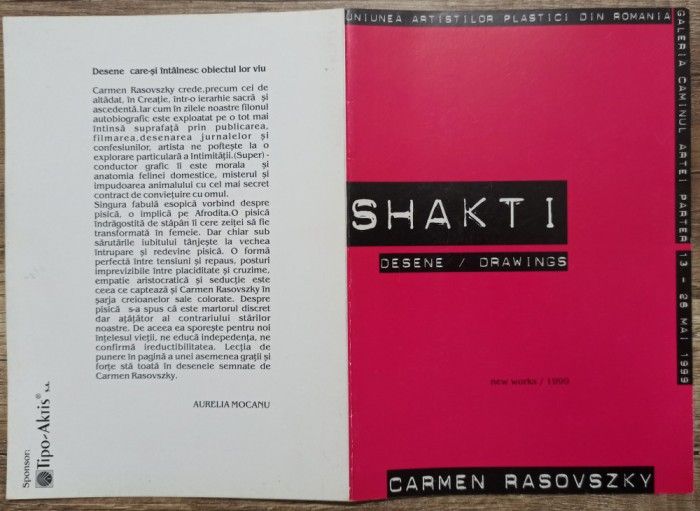 Desene care-și întâlnesc obiectul lor viu
Carmen Rasovszky crede,precum cei de
altădat, în Creație, într-o ierarhie sacră și
ascedentă.Iar cum în zilele noastre filonul
autobiografic este exploatat pe o tot mai
întinsă suprafață prin publicarea,
filmarea,desenarea jurnalelor și
confesiunilor, artista ne poftește la o
explorare particulară a Intimității.(Super) -
conductor grafic îi este morala și
anatomia felinei domestice, misterul și
impudoarea animalului cu cel mai secret
contract de conviețuire cu omul.
Singura fabulă esopică vorbind despre
pisică, o implică pe Afrodita.O pisică
îndrăgostită de stăpân îi cere zeiței să fie
transformată în femeie. Dar chiar sub
sărutările iubitului tânjește la vechea
întrupare și redevine pisică. O formă
perfectă între tensiuni și repaus, posturi
imprevizibile între placiditate și cruzime,
empatie aristocratică și seducție este
ceea ce captează și Carmen Rasovszky în
șarja creioanelor sale colorate. Despre
pisică s-a spus că este martorul discret
dar ațâțător al contrariului stărilor
noastre. De aceea ea sporește pentru noi
înțelesul vieții, ne educă indepedența, ne
confirmă ireductibilitatea. Lecția de
punere în pagină a unei asemenea grații și
forțe stă toată în desenele semnate de
Carmen Rasovszky.
AURELIA MOCANU
Sponsor:
Tipo-Aktis® s.a.
UNIUNEA ARTISTILOR PLASTICI DIN ROMANIA
GALERIA CAMINUL ARTEI PARTER 13 - 28 MAI 1999
SHAKTI
DESENE / DRAWINGS
new works / 1999
CARMEN RASOVSZKY